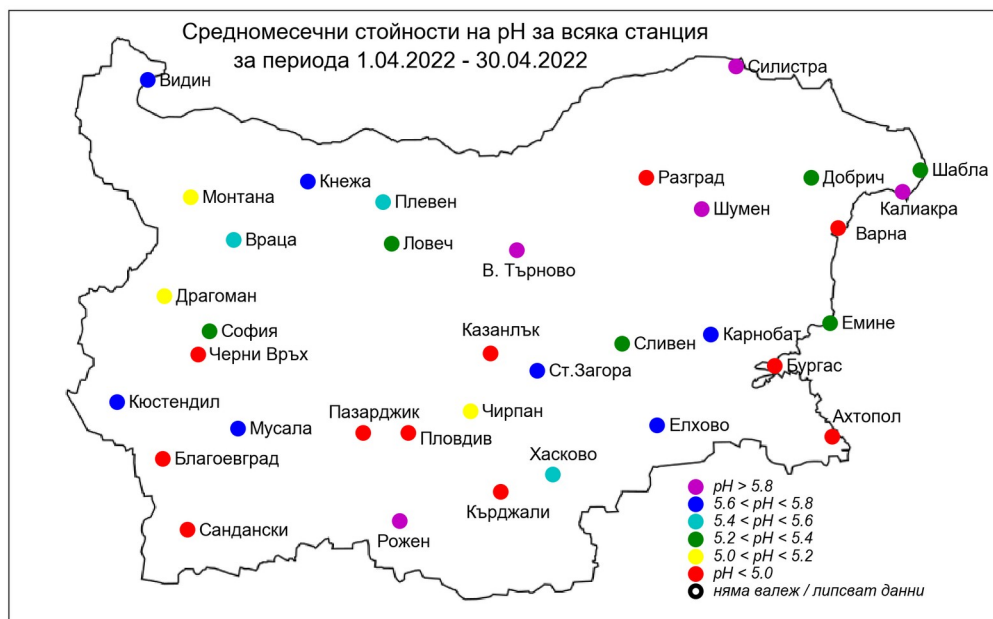 Средномесечни стойности на pH за всяка станция
за периода 1.04.2022 - 30.04.2022
Силистра
Видин
Шабла
Кнежа
Разград
Добрич
Монтана
Плевен
Калиакра
Шумен
Варна
Враца
Ловеч
В. Търново
Драгоман
Емине
София
Казанлък
Карнобат
Сливен
Черни Връх
Бургас
Ст.Загора
Кюстендил
Пазарджик
Чирпан
Ахтопол
Мусала
Пловдив
Елхово
Хасково
Благоевград
Кърджали
Сандански
Рожен
pH > 5.8
5.6 < pH < 5.8
5.4 < pH < 5.6
5.2 < pH < 5.4
5.0 < pH < 5.2
pH < 5.0
няма валеж / липсват данни